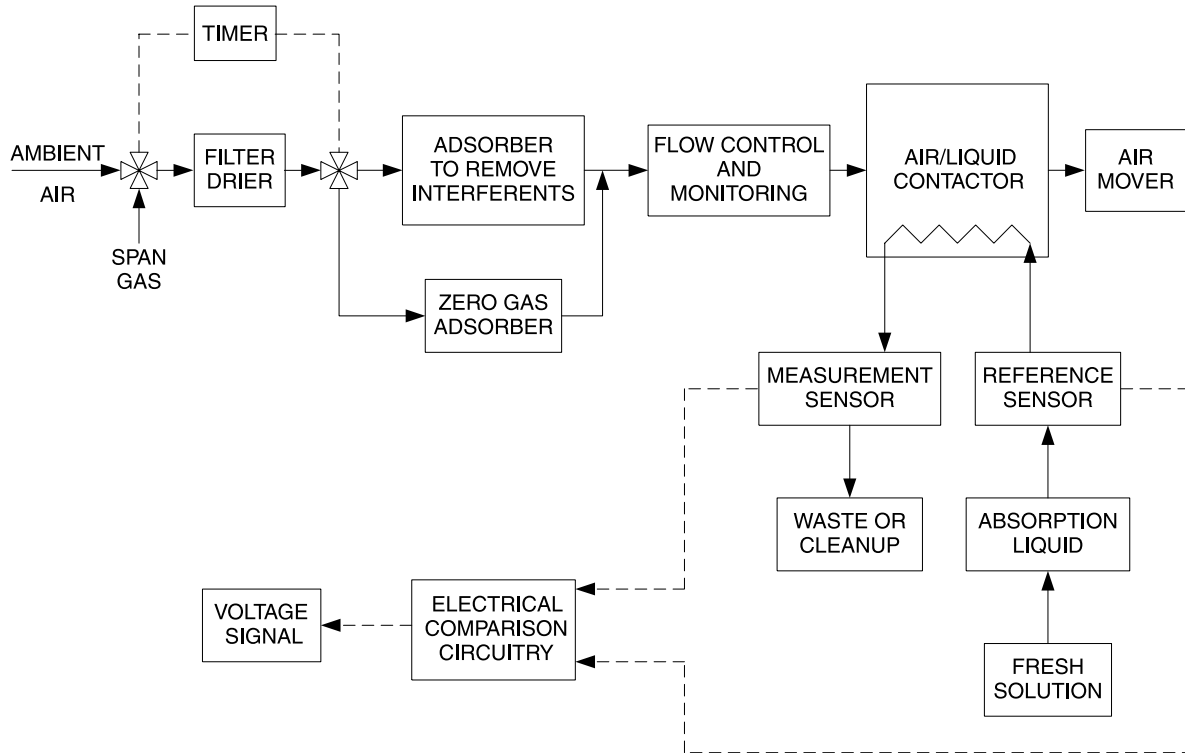 TIMER
AMBIENT
AIR
SPAN
GAS
FILTER
DRIER
ADSORBER
TO REMOVE
INTERFERENTS
ZERO GAS
ADSORBER
FLOW CONTROL
AND
MONITORING
AIR/LIQUID
CONTACTOR
AIR
MOVER
MEASUREMENT
SENSOR
REFERENCE
SENSOR
WASTE OR
CLEANUP
ABSORPTION
LIQUID
VOLTAGE
SIGNAL
ELECTRICAL
COMPARISON
CIRCUITRY
FRESH
SOLUTION